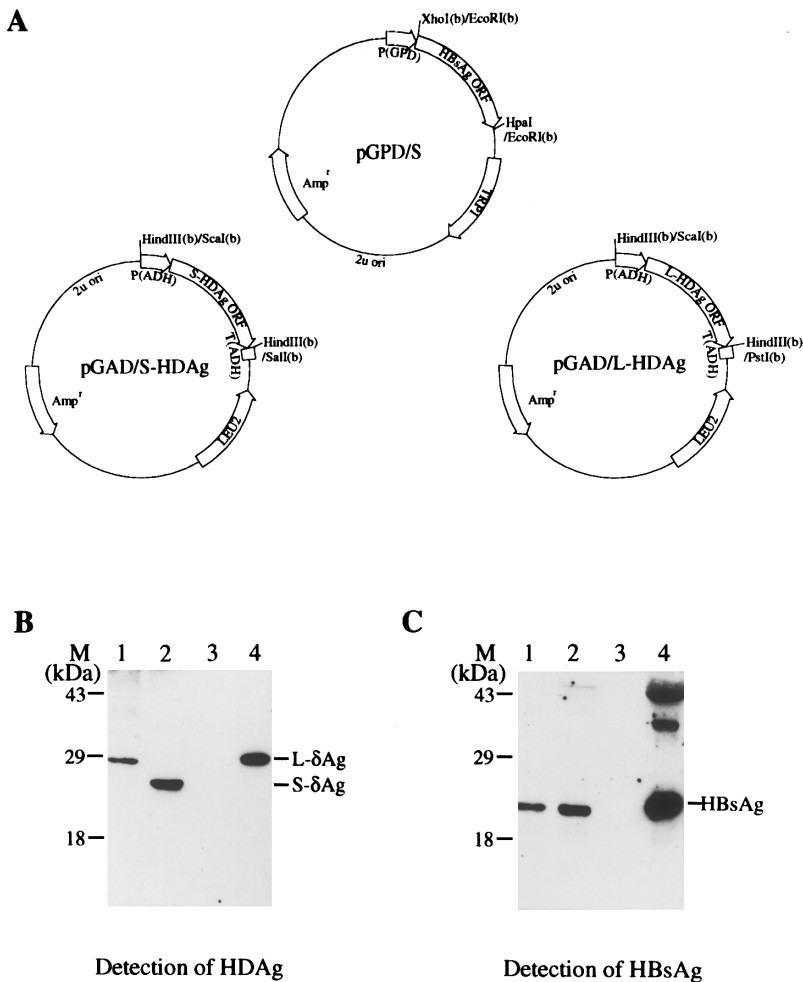 A
XhoI(b)/EcoRI(b)
P(GPD)
HBsAg ORF
HpaI
/EcoRI(b)
pGPD/S
TRP1
Amp^r
2u ori
HindIII(b)/ScaI(b)
2u ori
P(ADH)
S-HDAg ORF
T(ADH)
HindIII(b)
/SalI(b)
pGAD/S-HDAg
Amp^r
LEU2
HindIII(b)/ScaI(b)
2u ori
P(ADH)
L-HDAg ORF
T(ADH)
HindIII(b)
/PstI(b)
pGAD/L-HDAg
Amp^r
LEU2
B
M 1 2 3 4
(kDa)
43
29
18
L-δAg
S-δAg
Detection of HDAg
C
M 1 2 3 4
(kDa)
43
29
18
HBsAg
Detection of HBsAg